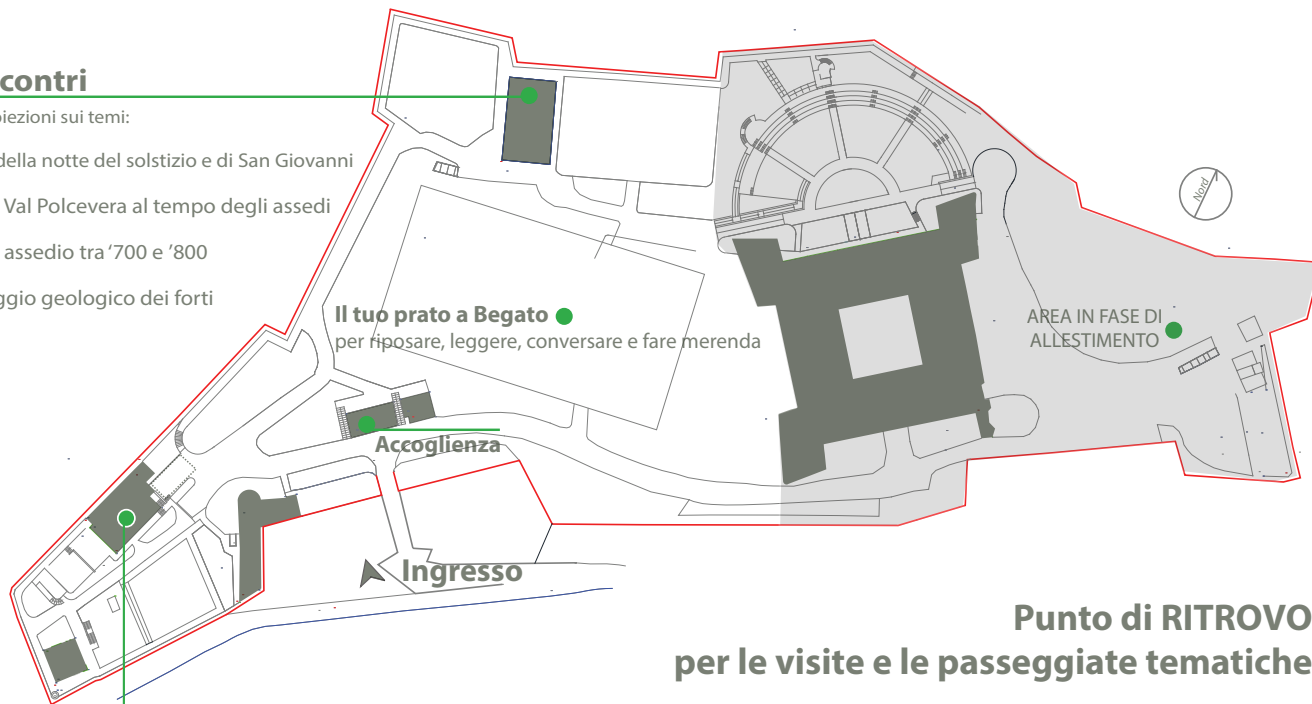 contri
iezioni sui temi:
della notte del solstizio e di San Giovanni
Val Polcevera al tempo degli assedi
assedio tra ‘700 e ’800
ggio geologico dei forti
Il tuo prato a Begato
per riposare, leggere, conversare e fare merenda
Accoglienza
Ingresso
Nord
AREA IN FASE DI
ALLESTIMENTO
Punto di RITROVO
per le visite e le passeggiate tematiche